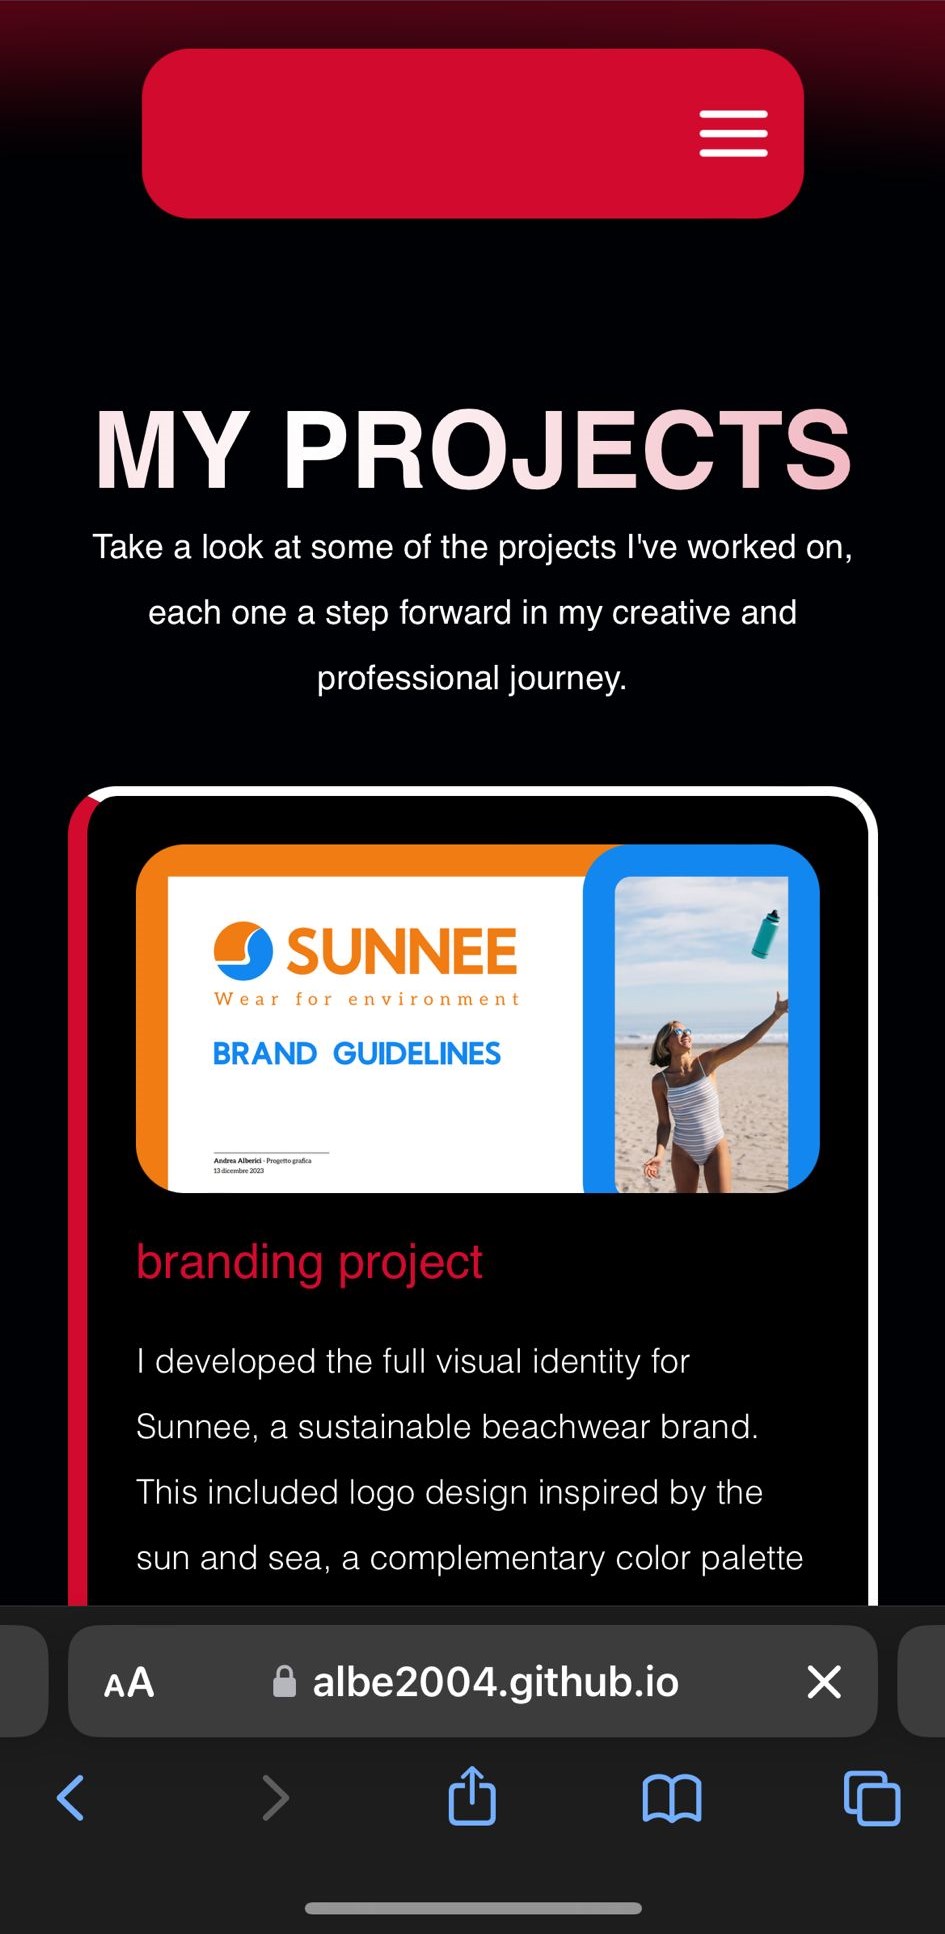 MY PROJECTS
Take a look at some of the projects I've worked on,
each one a step forward in my creative and
professional journey.
SUNNEE
Wear for environment
BRAND GUIDELINES
Andrea Alberici - Progetto grafica
13 dicembre 2023
branding project
I developed the full visual identity for
Sunnee, a sustainable beachwear brand.
This included logo design inspired by the
sun and sea, a complementary color palette
AA albe2004.github.io